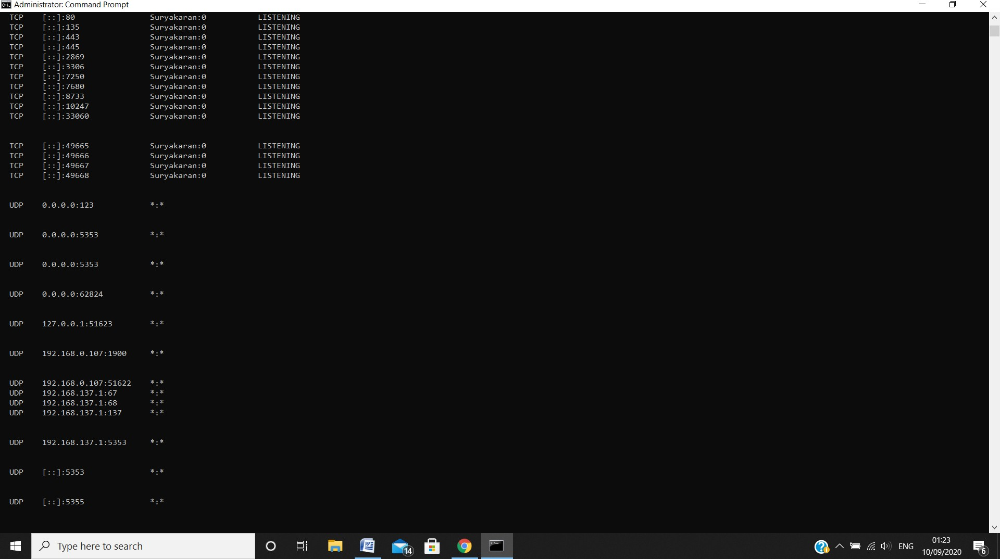 Administrator: Command Prompt
TCP [::]:80 Suryakaran:0 LISTENING
TCP [::]:135 Suryakaran:0 LISTENING
TCP [::]:443 Suryakaran:0 LISTENING
TCP [::]:445 Suryakaran:0 LISTENING
TCP [::]:2869 Suryakaran:0 LISTENING
TCP [::]:3306 Suryakaran:0 LISTENING
TCP [::]:7250 Suryakaran:0 LISTENING
TCP [::]:7680 Suryakaran:0 LISTENING
TCP [::]:8733 Suryakaran:0 LISTENING
TCP [::]:10247 Suryakaran:0 LISTENING
TCP [::]:33060 Suryakaran:0 LISTENING
TCP [::]:49665 Suryakaran:0 LISTENING
TCP [::]:49666 Suryakaran:0 LISTENING
TCP [::]:49667 Suryakaran:0 LISTENING
TCP [::]:49668 Suryakaran:0 LISTENING
UDP 0.0.0.0:123 *:*
UDP 0.0.0.0:5353 *:*
UDP 0.0.0.0:5353 *:*
UDP 0.0.0.0:62824 *:*
UDP 127.0.0.1:51623 *:*
UDP 192.168.0.107:1900 *:*
UDP 192.168.0.107:51622 *:*
UDP 192.168.137.1:67 *:*
UDP 192.168.137.1:68 *:*
UDP 192.168.137.1:137 *:*
UDP 192.168.137.1:5353 *:*
UDP [::]:5353 *:*
UDP [::]:5355 *:*
Type here to search
14
ENG
01:23
10/09/2020
6